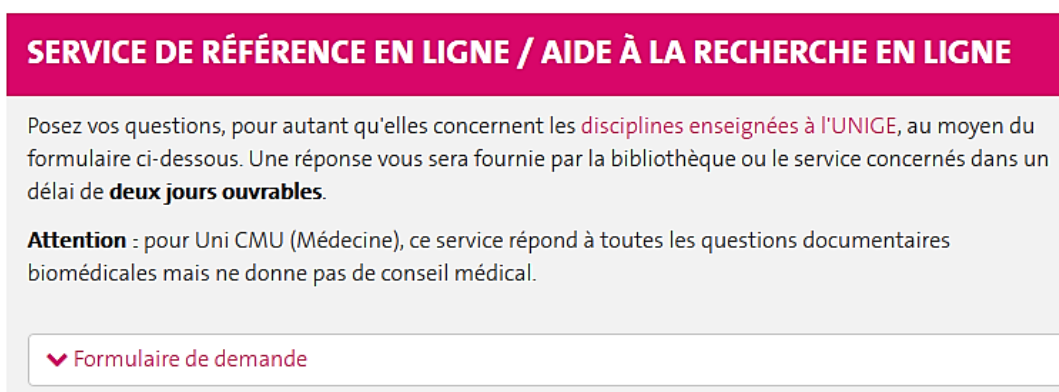 SERVICE DE RÉFÉRENCE EN LIGNE / AIDE À LA RECHERCHE EN LIGNE
Posez vos questions, pour autant qu'elles concernent les disciplines enseignées à l'UNIGE, au moyen du
formulaire ci-dessous. Une réponse vous sera fournie par la bibliothèque ou le service concernés dans un
délai de deux jours ouvrables.
Attention : pour Uni CMU (Médecine), ce service répond à toutes les questions documentaires
biomédicales mais ne donne pas de conseil médical.
Formulaire de demande